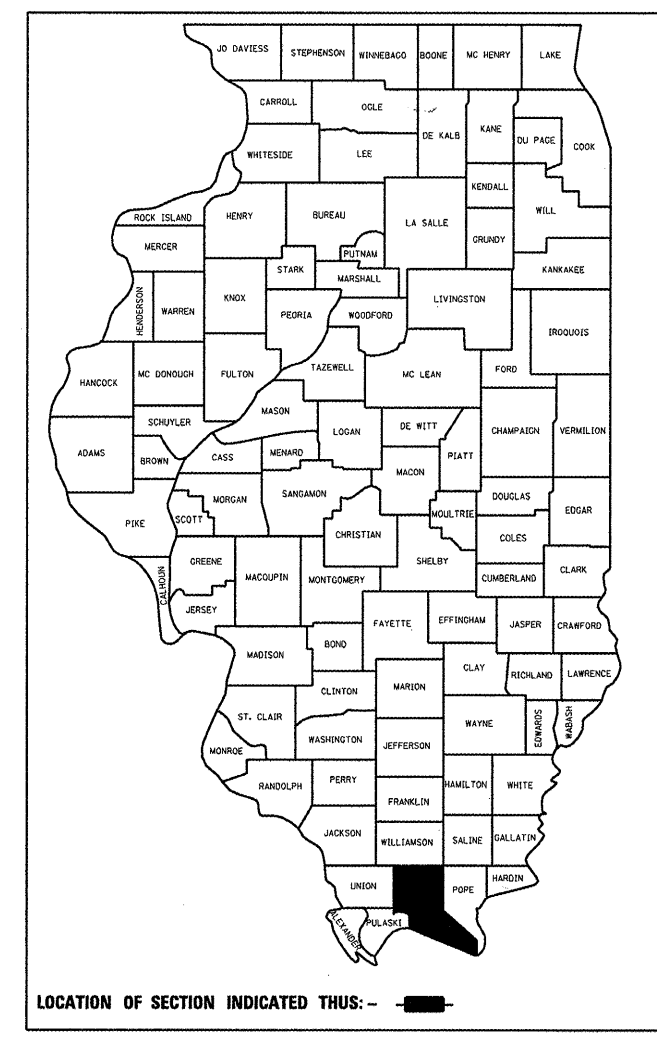 JO DAVIESS STEPHENSON WINNEBAGO BOONE MC HENRY LAKE
CARROLL OGLE DE KALB KANE DU PAGE COOK
WHITESIDE LEE KENDALL WILL
ROCK ISLAND HENRY BUREAU LA SALLE GRUNDY
MERCER PUTNAM KANKAKEE
STARK MARSHALL
HENDERSON WARREN KNOX PEORIA WOODFORD LIVINGSTON IROQUOIS
HANCOCK MC DONOUGH FULTON TAZEWELL MC LEAN FORD
MASON
SCHUYLER LOGAN DE WITT CHAMPAIGN VERMILION
ADAMS BROWN CASS MENARD MACON PIATT
PIKE SCOTT MORGAN SANGAMON MOULTRIE DOUGLAS EDGAR
CHRISTIAN COLES
CALHOUN GREENE MACOUPIN MONTGOMERY SHELBY CUMBERLAND CLARK
JERSEY FAYETTE EFFINGHAM JASPER CRAWFORD
MADISON BOND
CLINTON MARION CLAY RICHLAND LAWRENCE
ST. CLAIR WASHINGTON JEFFERSON WAYNE EDWARDS WABASH
MONROE
RANDOLPH PERRY FRANKLIN HAMILTON WHITE
JACKSON WILLIAMSON SALINE GALLATIN
UNION POPE HARDIN
ALEXANDER PULASKI
LOCATION OF SECTION INDICATED THUS: –